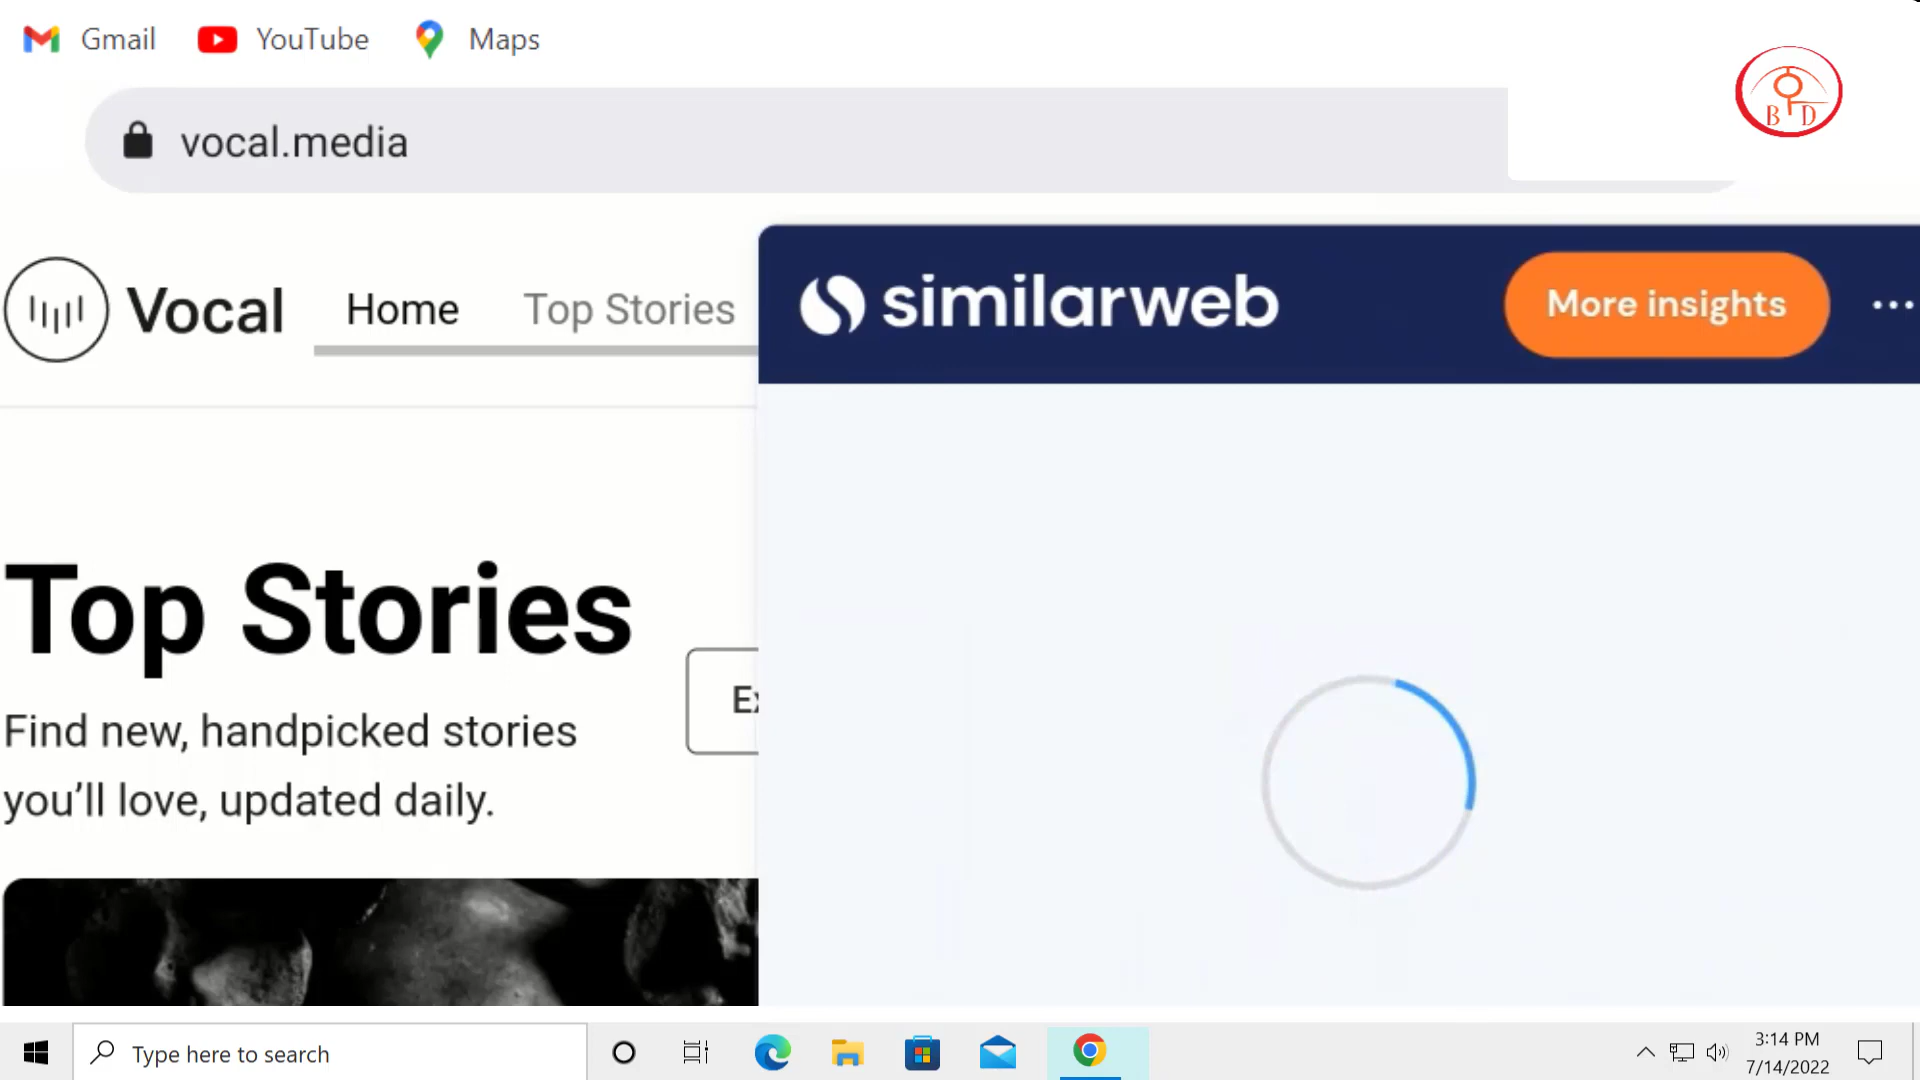 Gmail YouTube Maps
B D
vocal.media
Vocal Home Top Stories
similarweb More insights
Top Stories
Find new, handpicked stories
you’ll love, updated daily.
Type here to search
3:14 PM
7/14/2022